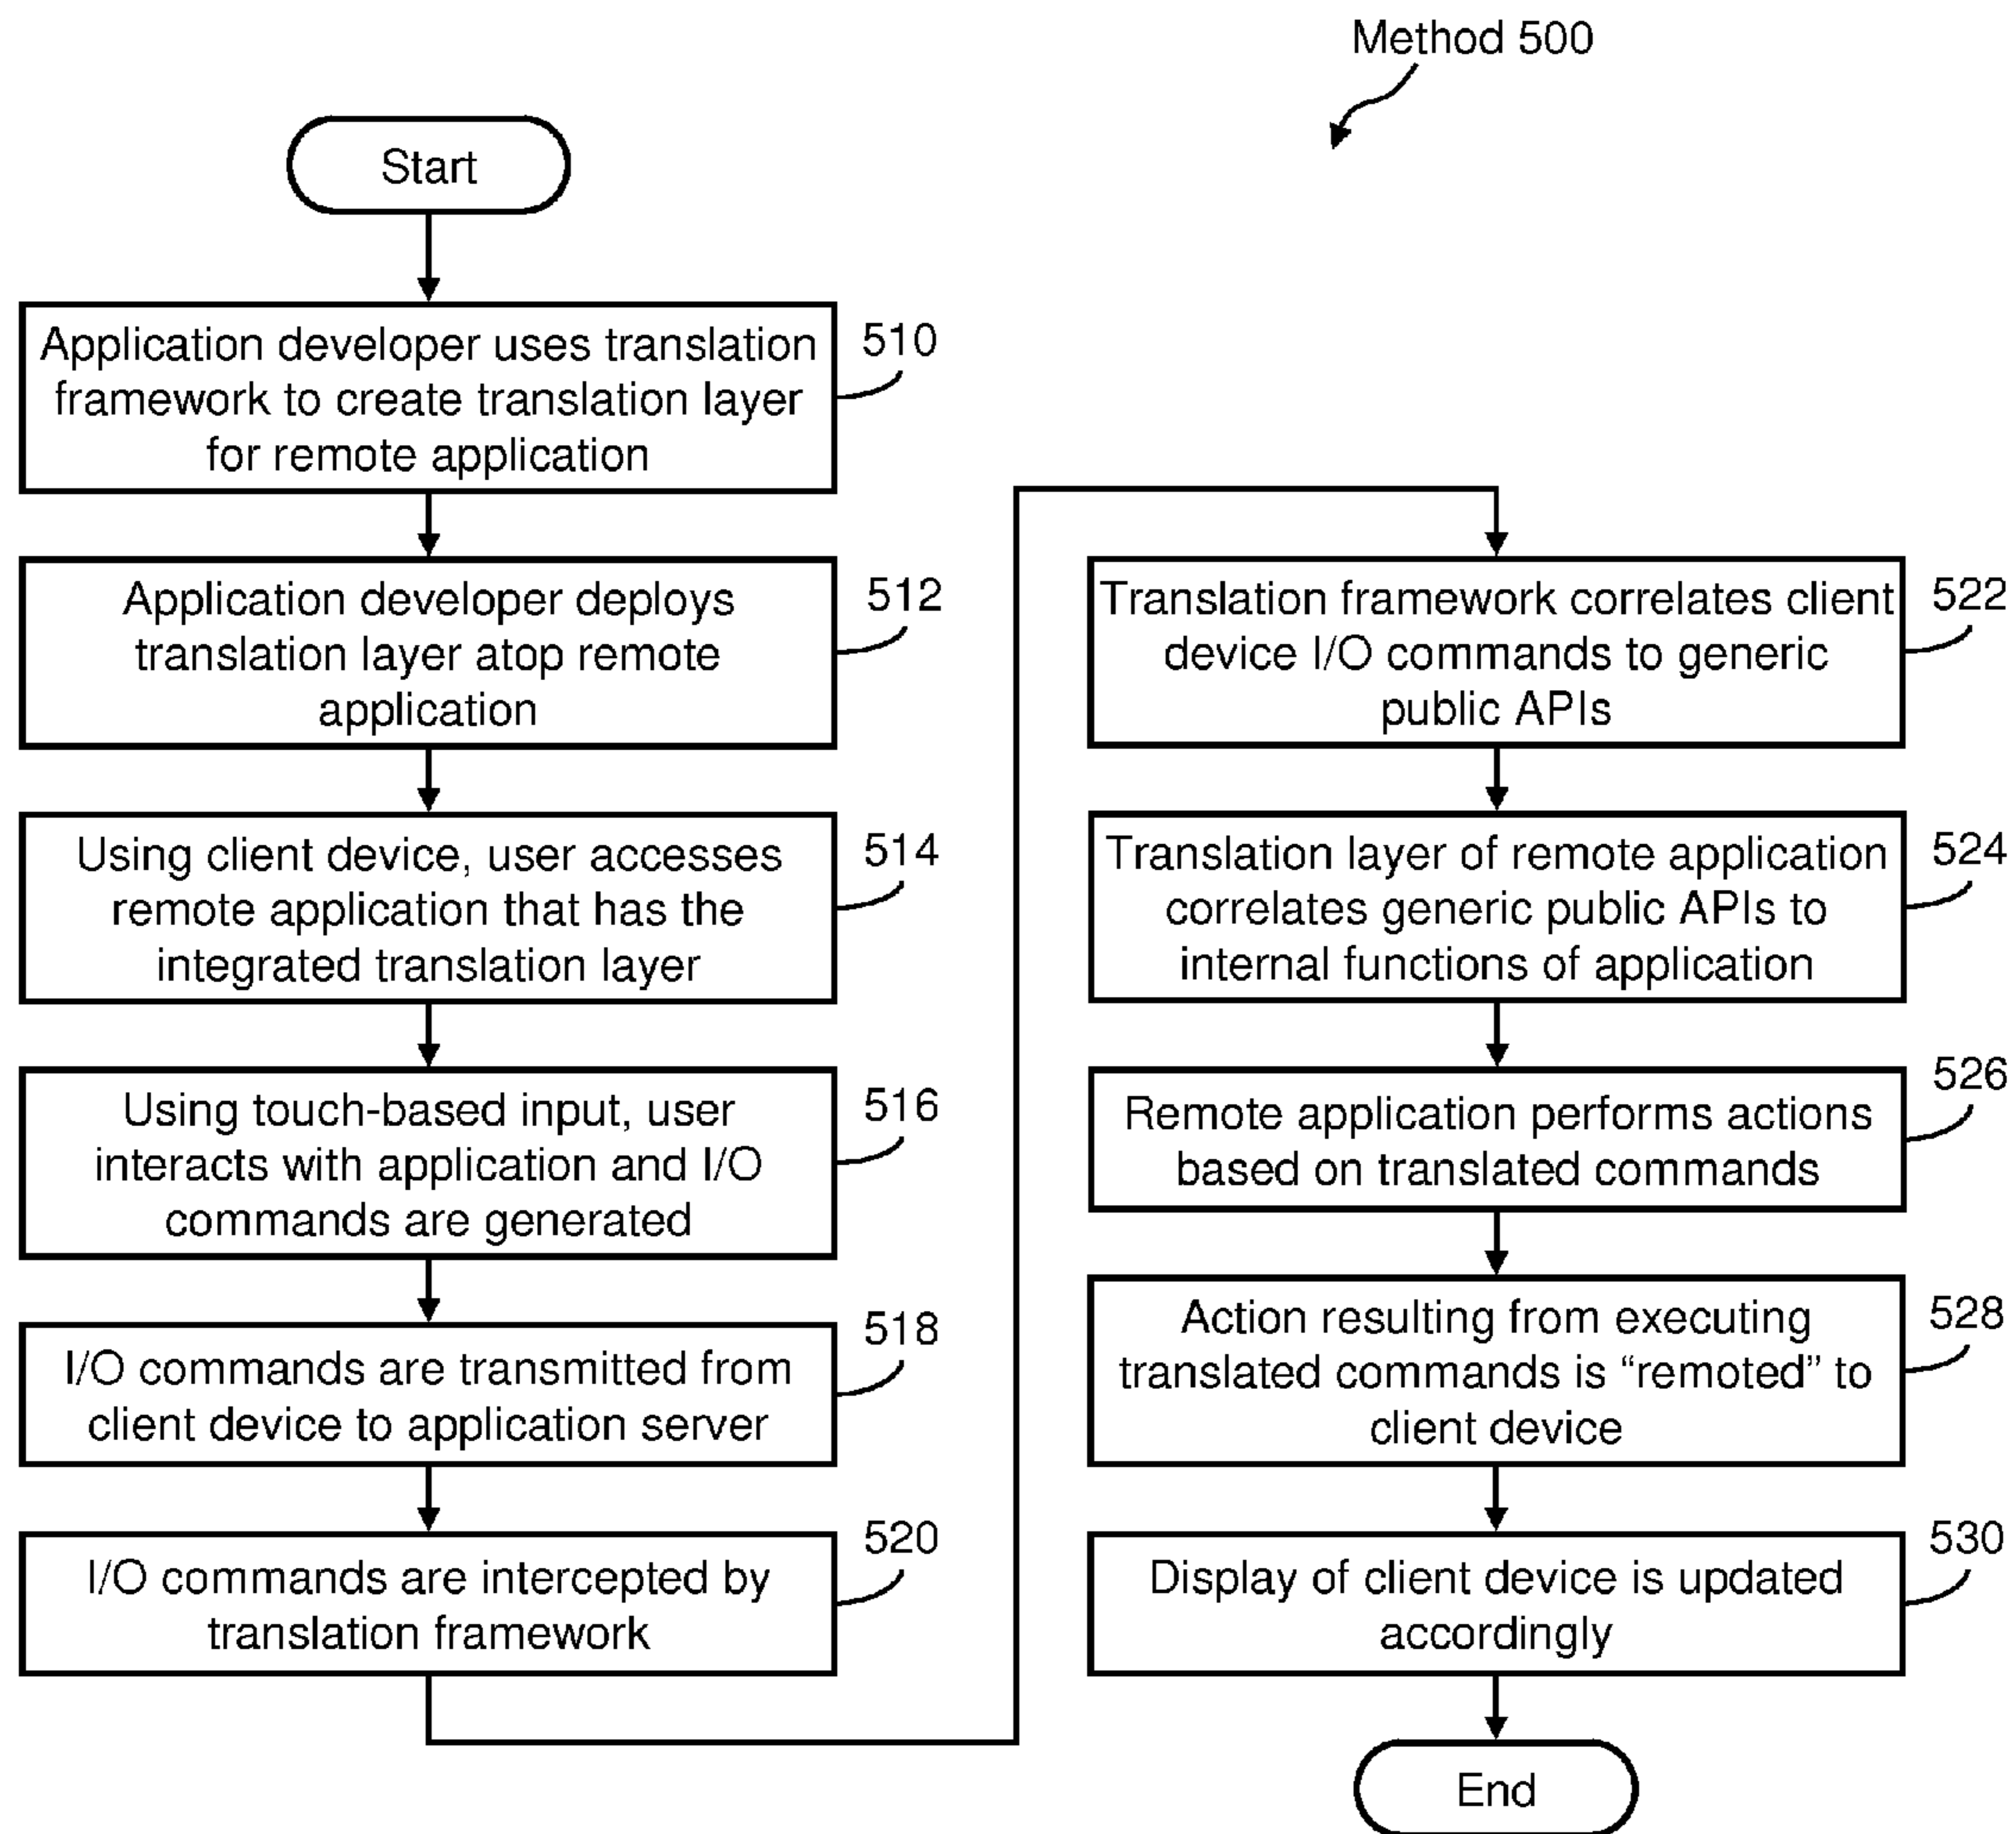 Method 500
Start
Application developer uses translation
framework to create translation layer
for remote application
510
Application developer deploys
translation layer atop remote
application
512
Using client device, user accesses
remote application that has the
integrated translation layer
514
Using touch-based input, user
interacts with application and I/O
commands are generated
516
I/O commands are transmitted from
client device to application server
518
I/O commands are intercepted by
translation framework
520
Translation framework correlates client
device I/O commands to generic
public APIs
522
Translation layer of remote application
correlates generic public APIs to
internal functions of application
524
Remote application performs actions
based on translated commands
526
Action resulting from executing
translated commands is “remoted” to
client device
528
Display of client device is updated
accordingly
530
End